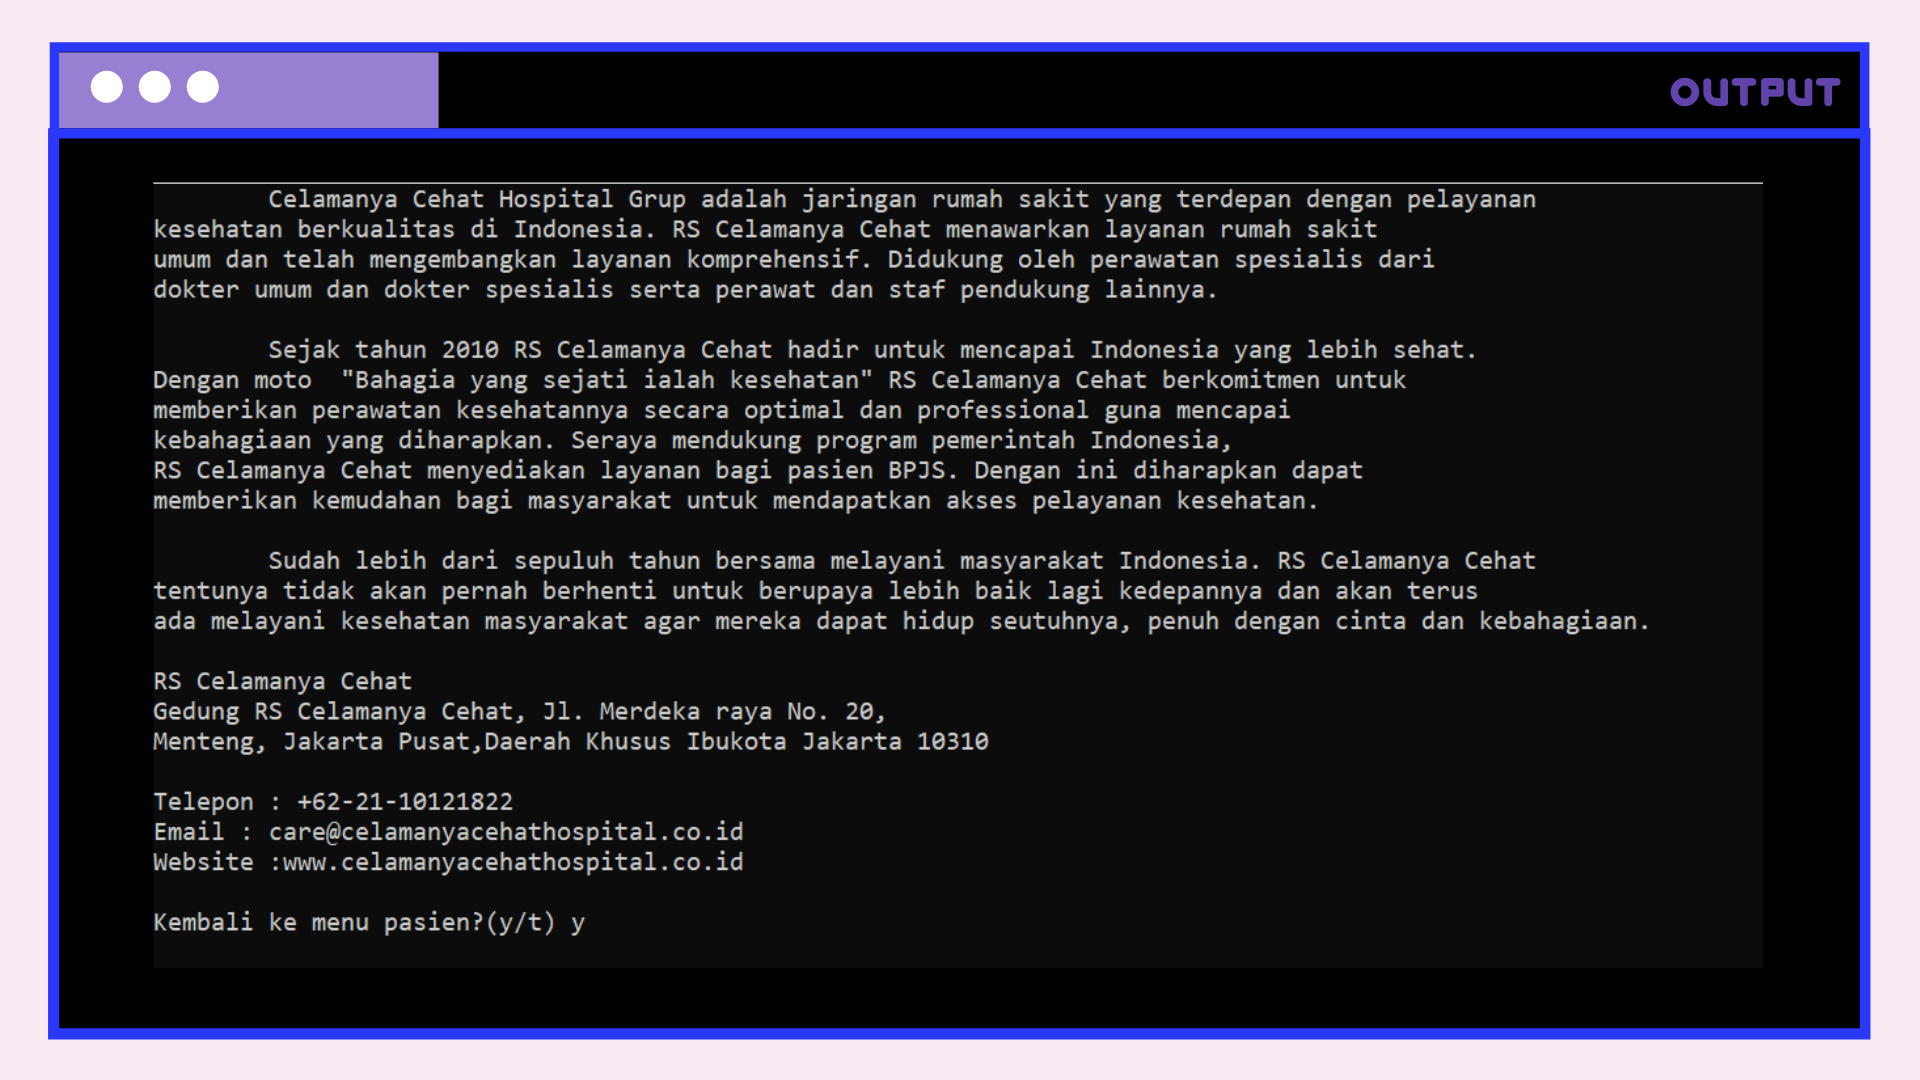 OUTPUT
Celamanya Cehat Hospital Grup adalah jaringan rumah sakit yang terdepan dengan pelayanan
kesehatan berkualitas di Indonesia. RS Celamanya Cehat menawarkan layanan rumah sakit
umum dan telah mengembangkan layanan komprehensif. Didukung oleh perawatan spesialis dari
dokter umum dan dokter spesialis serta perawat dan staf pendukung lainnya.
Sejak tahun 2010 RS Celamanya Cehat hadir untuk mencapai Indonesia yang lebih sehat.
Dengan moto  "Bahagia yang sejati ialah kesehatan" RS Celamanya Cehat berkomitmen untuk
memberikan perawatan kesehatannya secara optimal dan professional guna mencapai
kebahagiaan yang diharapkan. Seraya mendukung program pemerintah Indonesia,
RS Celamanya Cehat menyediakan layanan bagi pasien BPJS. Dengan ini diharapkan dapat
memberikan kemudahan bagi masyarakat untuk mendapatkan akses pelayanan kesehatan.
Sudah lebih dari sepuluh tahun bersama melayani masyarakat Indonesia. RS Celamanya Cehat
tentunya tidak akan pernah berhenti untuk berupaya lebih baik lagi kedepannya dan akan terus
ada melayani kesehatan masyarakat agar mereka dapat hidup seutuhnya, penuh dengan cinta dan kebahagiaan.
RS Celamanya Cehat
Gedung RS Celamanya Cehat, Jl. Merdeka raya No. 20,
Menteng, Jakarta Pusat,Daerah Khusus Ibukota Jakarta 10310
Telepon : +62-21-10121822
Email : care@celamanyacehathospital.co.id
Website :www.celamanyacehathospital.co.id
Kembali ke menu pasien?(y/t) y